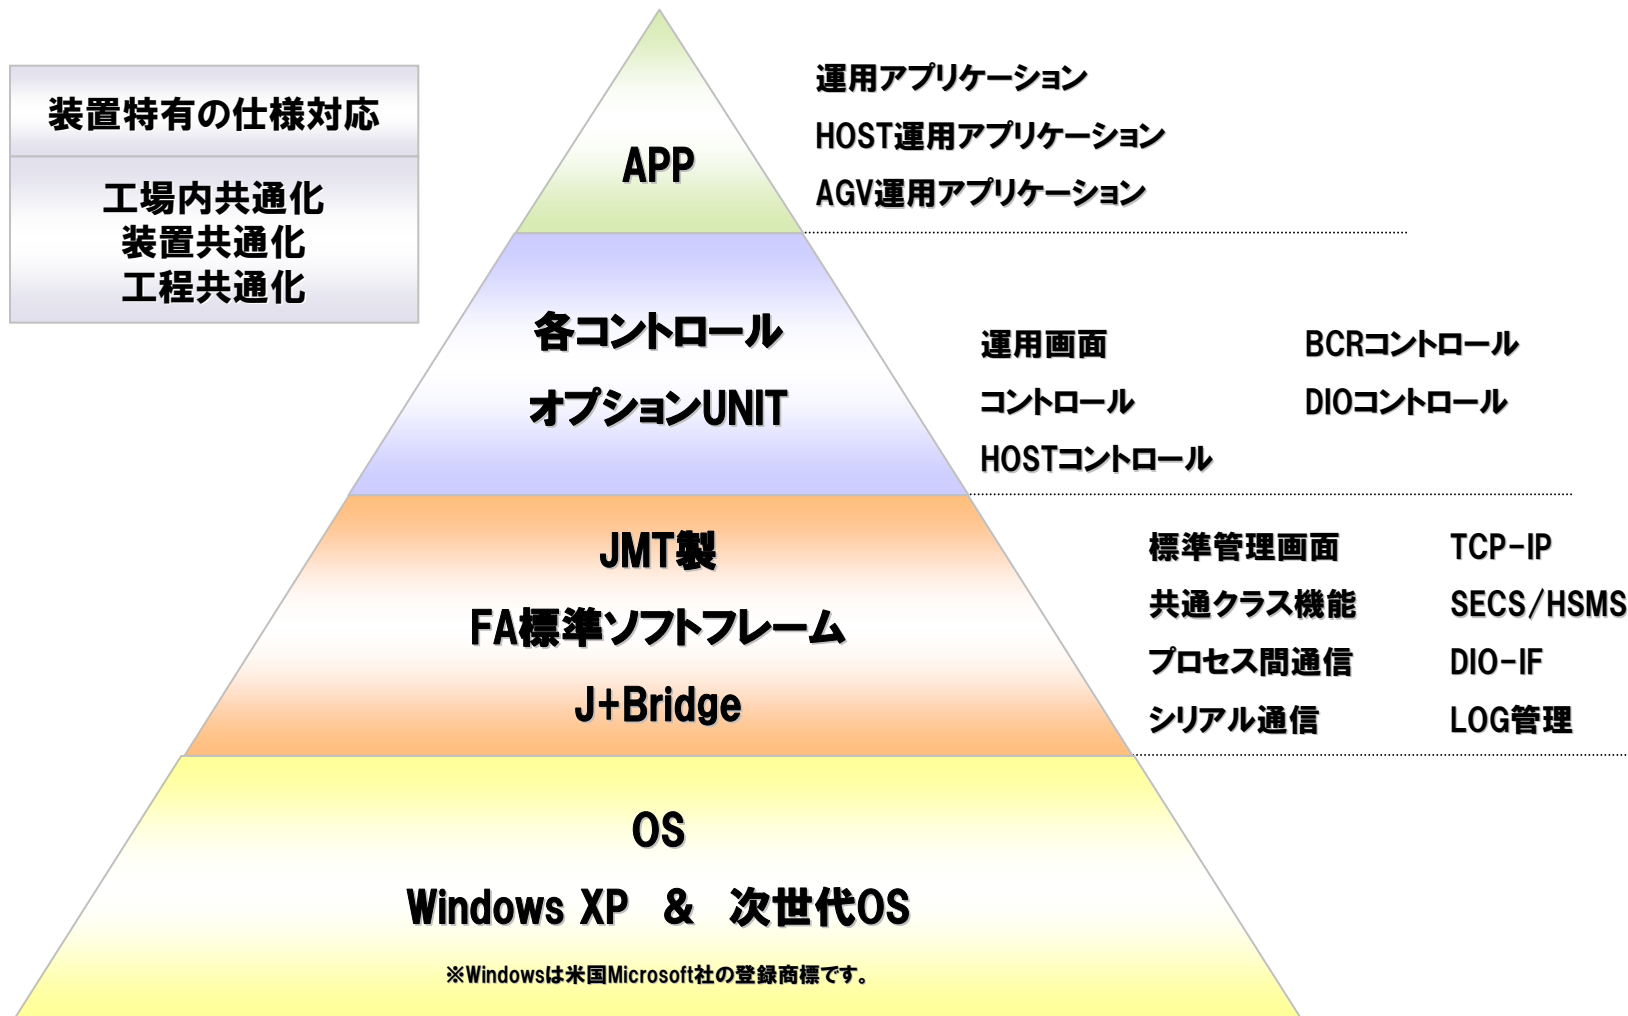 装置特有の仕様対応
工場内共通化
装置共通化
工程共通化
APP
運用アプリケーション
HOST運用アプリケーション
AGV運用アプリケーション
各コントロール
オプションUNIT
運用画面
コントロール
HOSTコントロール
BCRコントロール
DIOコントロール
JMT製
FA標準ソフトフレーム
J+Bridge
標準管理画面
共通クラス機能
プロセス間通信
シリアル通信
TCP-IP
SECS/HSMS
DIO-IF
LOG管理
OS
Windows XP & 次世代OS
※Windowsは米国Microsoft社の登録商標です。